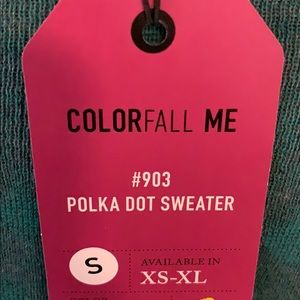 COLORFALL ME
#903
POLKA DOT SWEATER
S
AVAILABLE IN
XS-XL